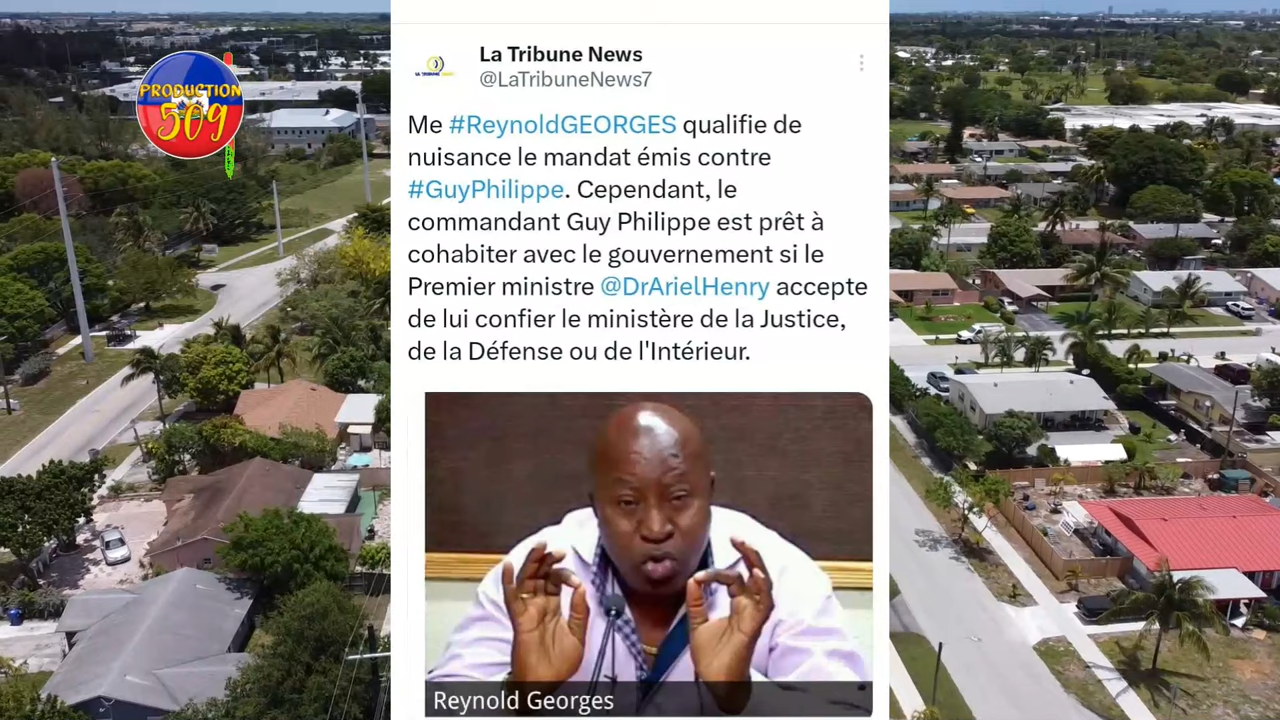 PRODUCTION
509
La Tribune News
@LaTribuneNews7
Me #ReynoldGEORGES qualifie de
nuisance le mandat émis contre
#GuyPhilippe. Cependant, le
commandant Guy Philippe est prêt à
cohabiter avec le gouvernement si le
Premier ministre @DrArielHenry accepte
de lui confier le ministère de la Justice,
de la Défense ou de l'Intérieur.
Reynold Georges